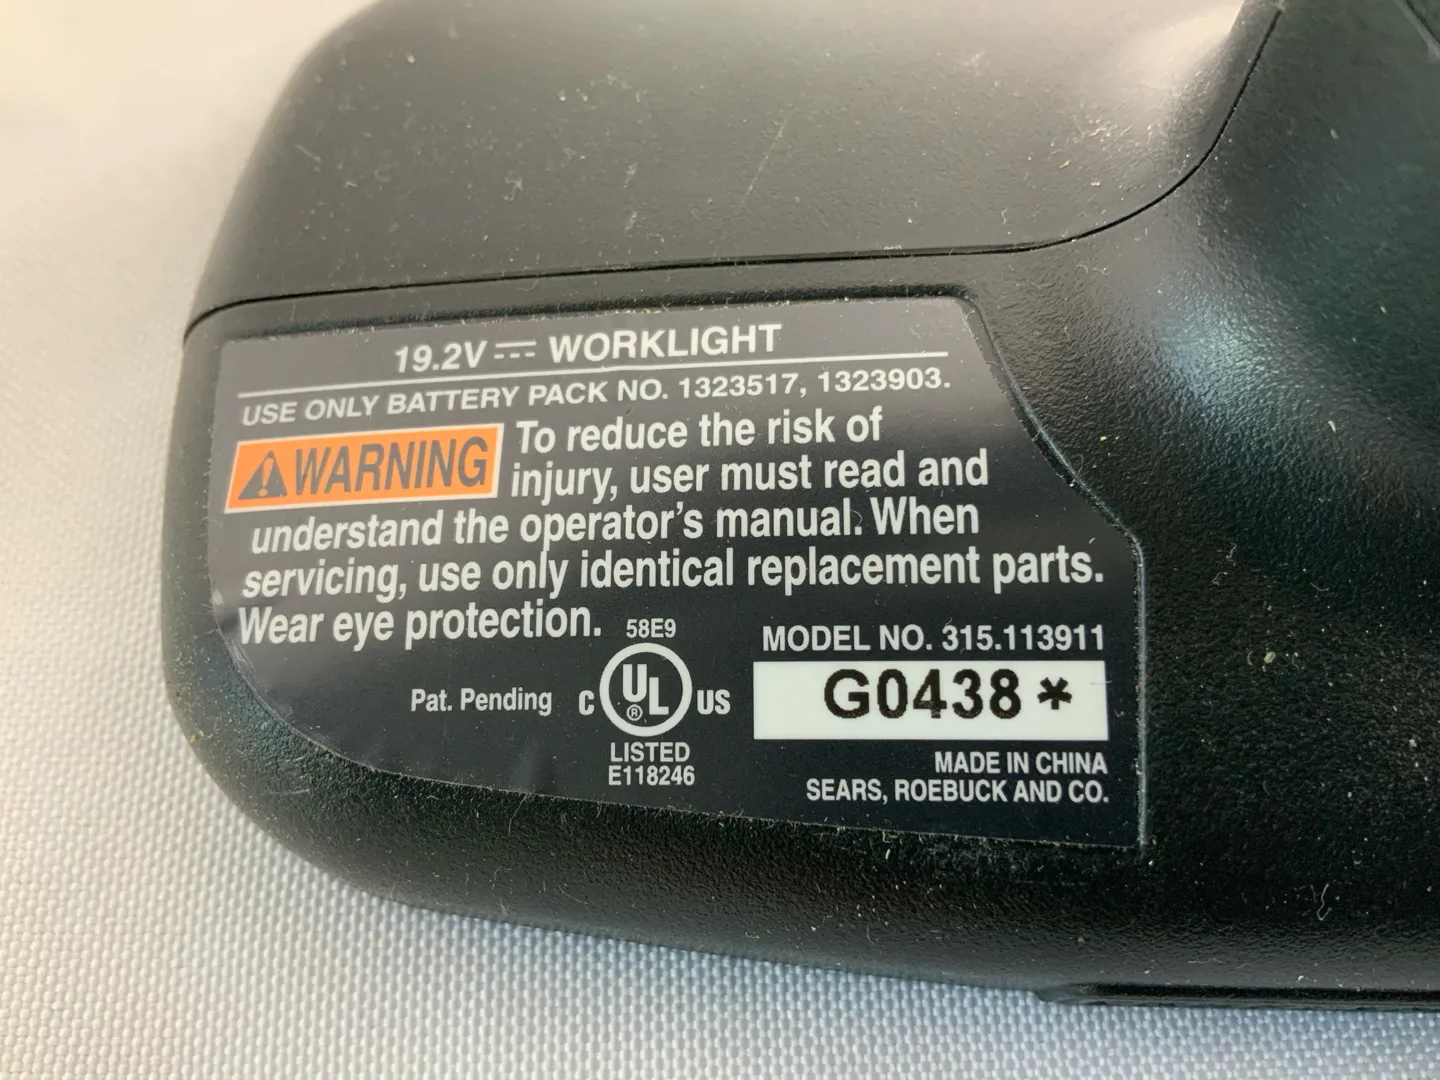 19.2V ⎓ WORKLIGHT
USE ONLY BATTERY PACK NO. 1323517, 1323903.
⚠WARNING To reduce the risk of
injury, user must read and
understand the operator's manual. When
servicing, use only identical replacement parts.
Wear eye protection.
58E9
MODEL NO. 315.113911
Pat. Pending
C UL ® US
G0438*
LISTED
E118246
MADE IN CHINA
SEARS, ROEBUCK AND CO.